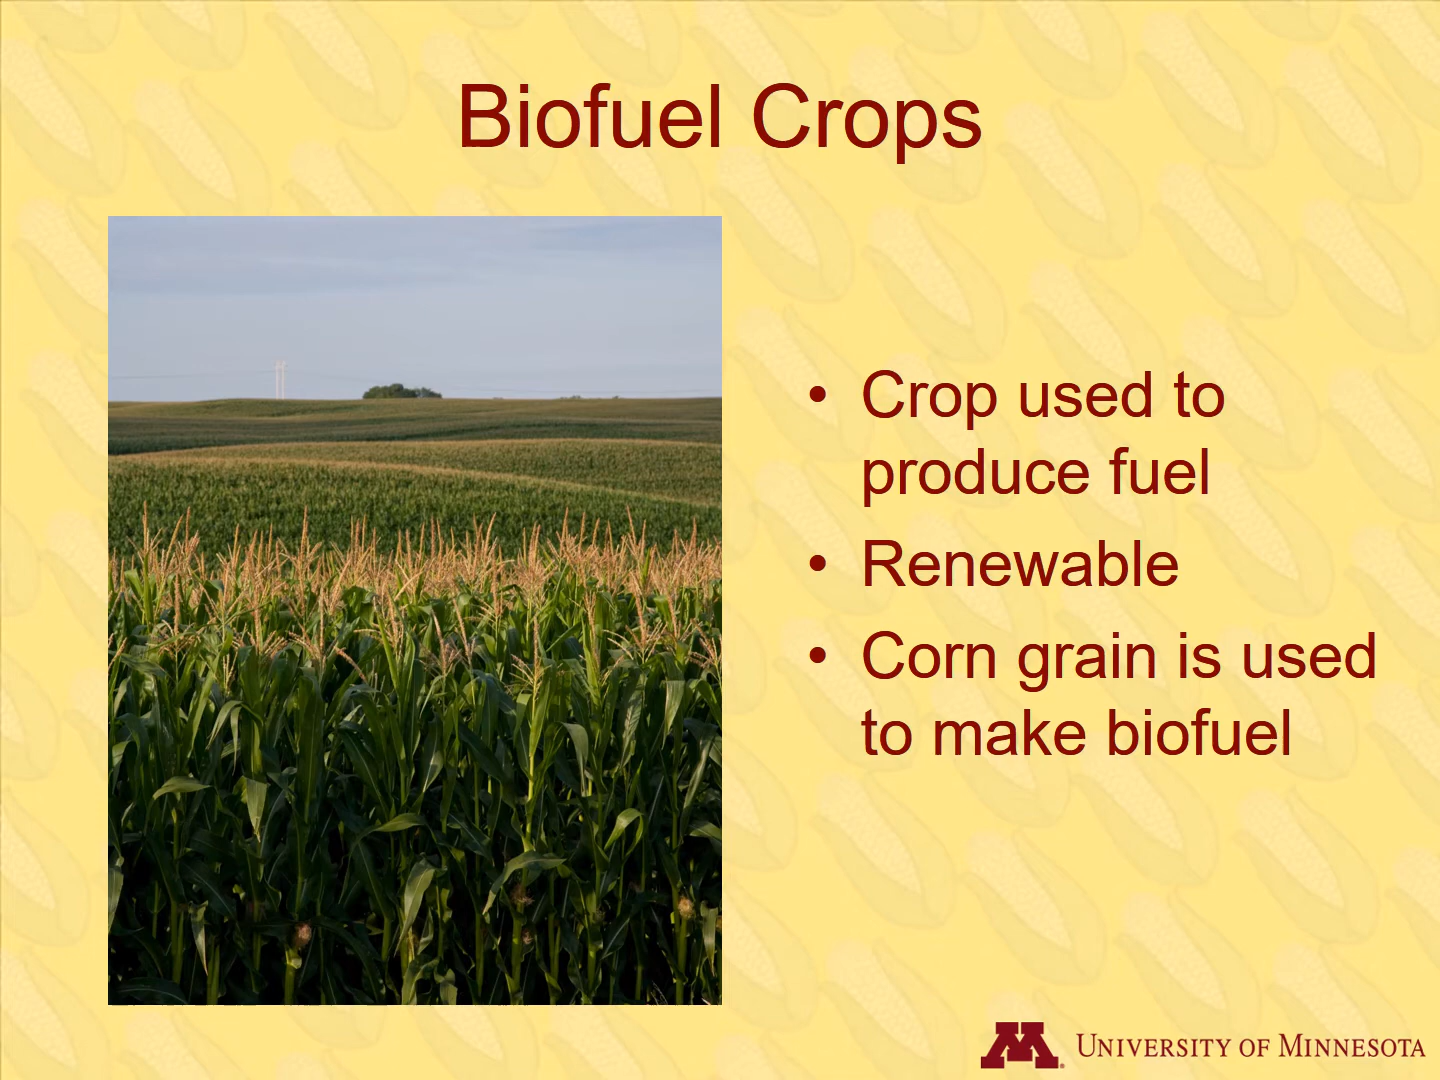 Biofuel Crops
• Crop used to
produce fuel
• Renewable
• Corn grain is used
to make biofuel
M
UNIVERSITY OF MINNESOTA